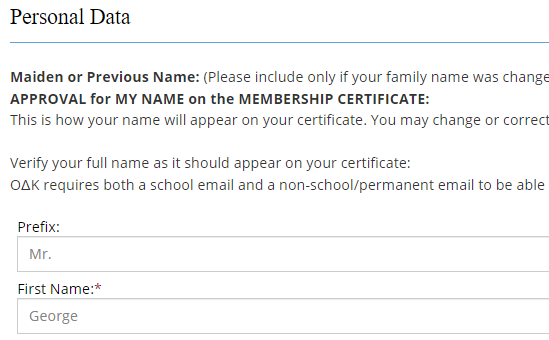 Personal Data
Maiden or Previous Name: (Please include only if your family name was change
APPROVAL for MY NAME on the MEMBERSHIP CERTIFICATE:
This is how your name will appear on your certificate. You may change or correct
Verify your full name as it should appear on your certificate:
OΔK requires both a school email and a non-school/permanent email to be able
Prefix:
Mr.
First Name:*
George